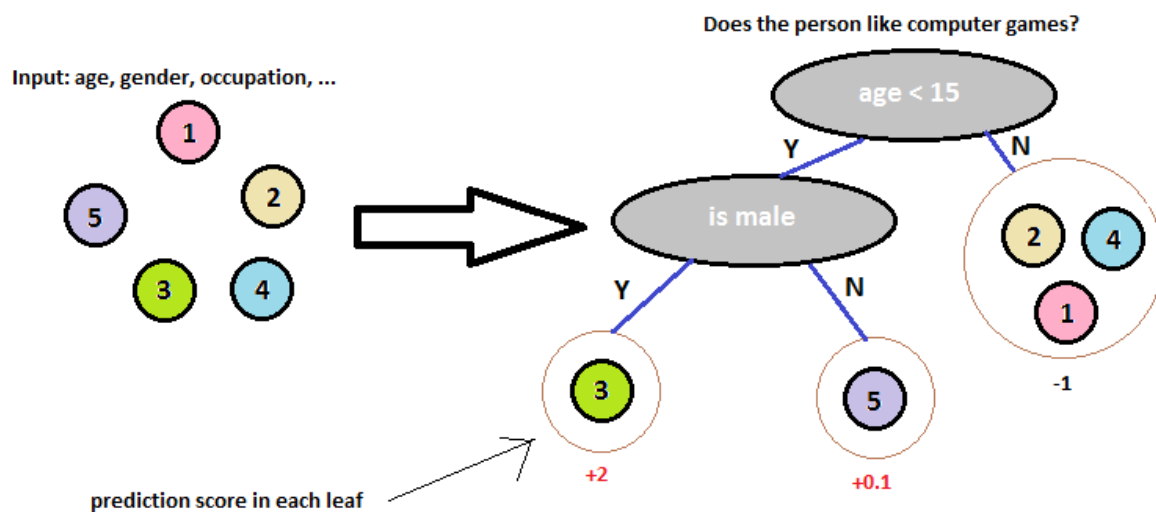 Does the person like computer games?
Input: age, gender, occupation, ...
age < 15
1
Y
N
2
5
is male
2
4
3
4
1
Y
N
3
5
-1
+2
+0.1
prediction score in each leaf